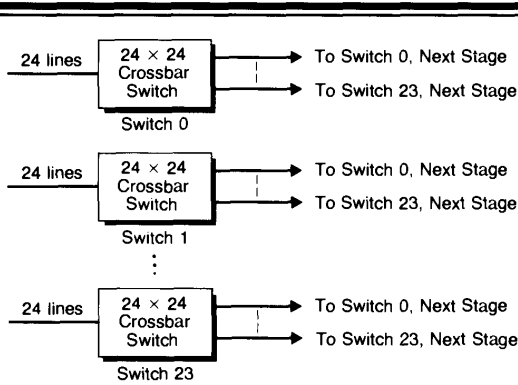 24 lines
24 × 24
Crossbar
Switch
Switch 0
To Switch 0, Next Stage
To Switch 23, Next Stage
24 lines
24 × 24
Crossbar
Switch
Switch 1
To Switch 0, Next Stage
To Switch 23, Next Stage
24 lines
24 × 24
Crossbar
Switch
Switch 23
To Switch 0, Next Stage
To Switch 23, Next Stage